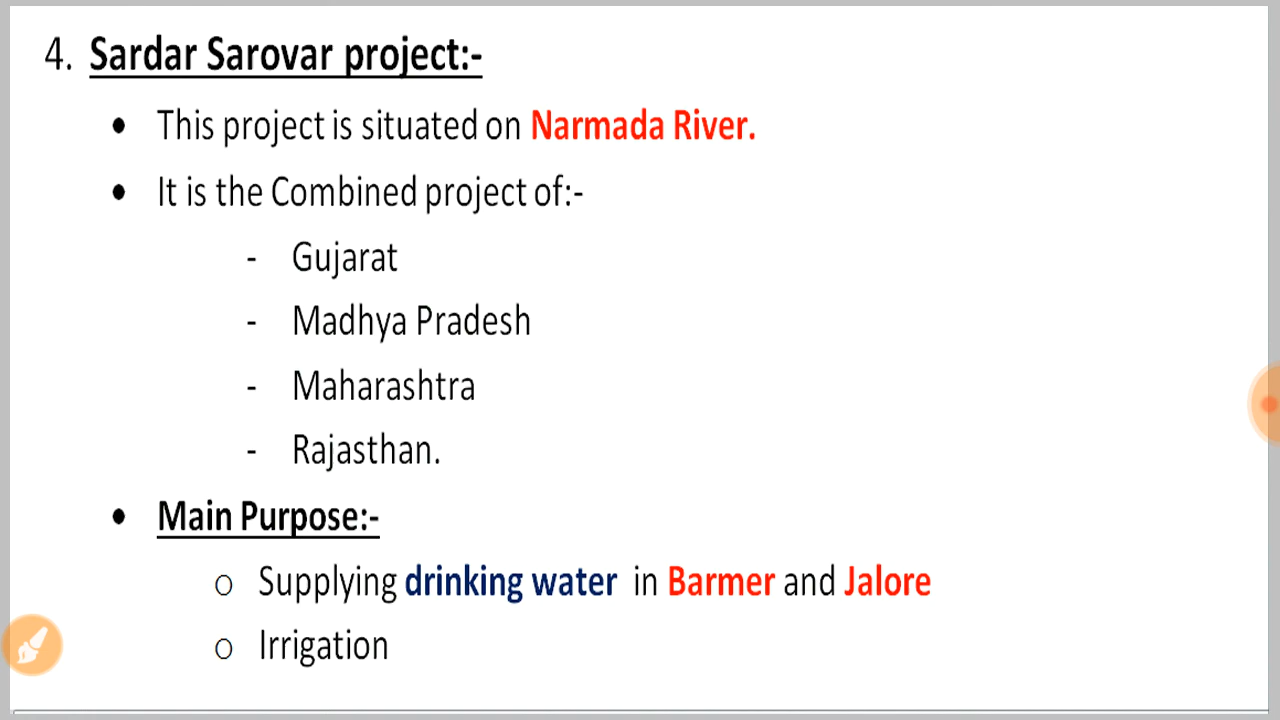 4. Sardar Sarovar project:-
• This project is situated on Narmada River.
• It is the Combined project of:-
- Gujarat
- Madhya Pradesh
- Maharashtra
- Rajasthan.
• Main Purpose:-
o Supplying drinking water in Barmer and Jalore
o Irrigation